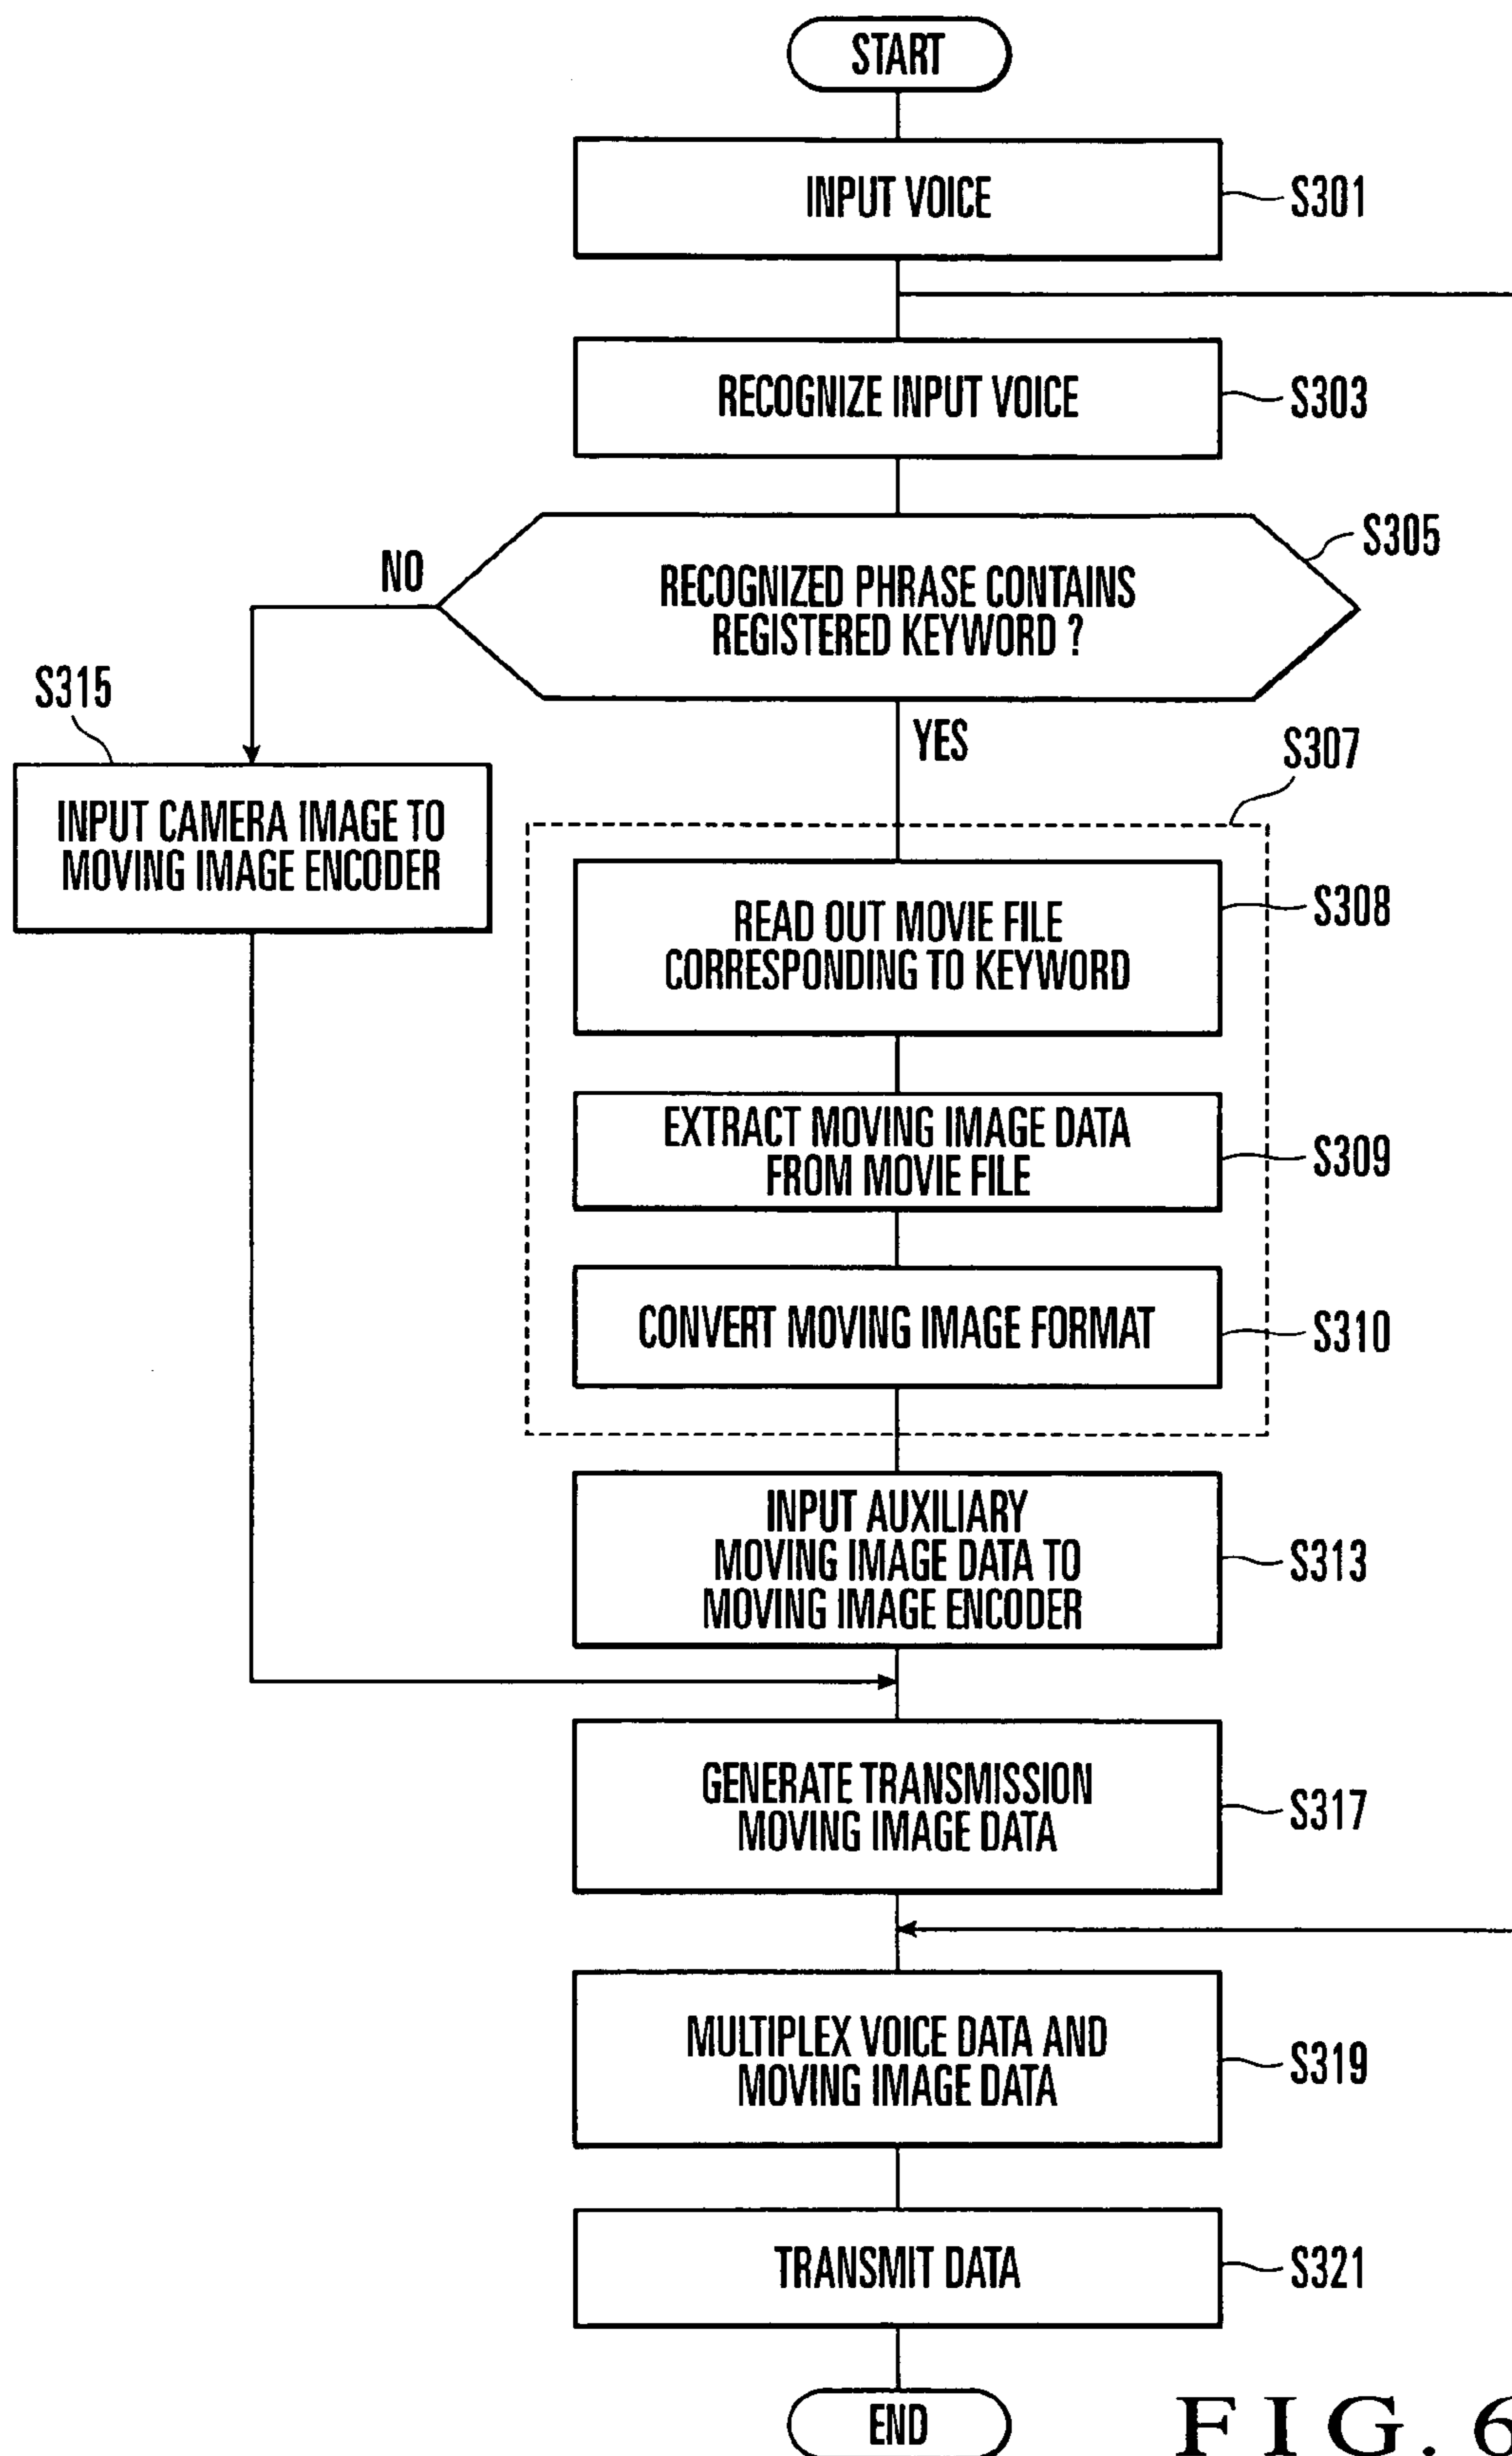 START
INPUT VOICE
S301
RECOGNIZE INPUT VOICE
S303
RECOGNIZED PHRASE CONTAINS
REGISTERED KEYWORD ?
S305
NO
YES
S315
INPUT CAMERA IMAGE TO
MOVING IMAGE ENCODER
S307
READ OUT MOVIE FILE
CORRESPONDING TO KEYWORD
S308
EXTRACT MOVING IMAGE DATA
FROM MOVIE FILE
S309
CONVERT MOVING IMAGE FORMAT
S310
INPUT AUXILIARY
MOVING IMAGE DATA TO
MOVING IMAGE ENCODER
S313
GENERATE TRANSMISSION
MOVING IMAGE DATA
S317
MULTIPLEX VOICE DATA AND
MOVING IMAGE DATA
S319
TRANSMIT DATA
S321
END
FIG. 6